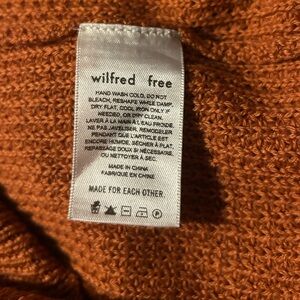 wilfred free
HAND WASH COLD, DO NOT
BLEACH, RESHAPE WHILE DAMP,
DRY FLAT, COOL IRON ONLY IF
NEEDED, OR DRY CLEAN.
LAVER À LA MAIN À L'EAU FROIDE.
NE PAS JAVELISER, REMODELER
PENDANT QUE L'ARTICLE EST
ENCORE HUMIDE, SÉCHER À PLAT,
REPASSAGE DOUX SI NÉCESSAIRE,
OU NETTOYER À SEC.
MADE IN CHINA
FABRIQUÉ EN CHINE
MADE FOR EACH OTHER